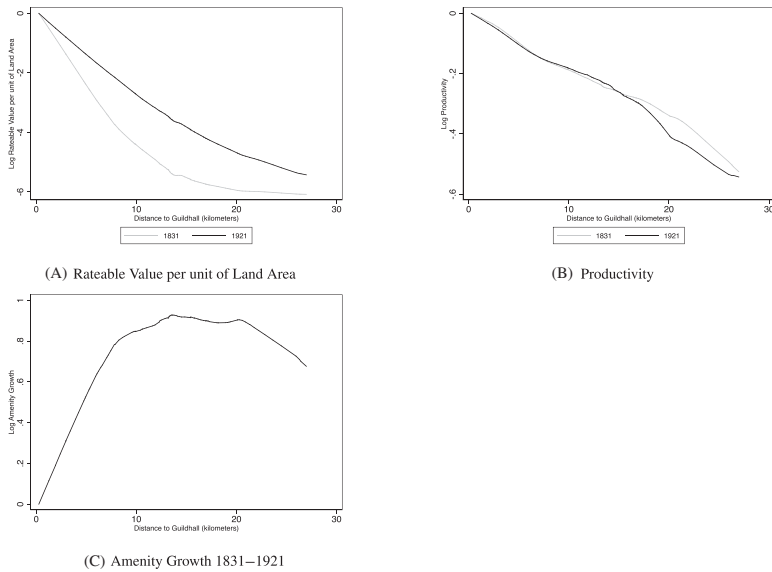 0
-2
-4
-6
Log Rateable Value per unit of Land Area
0 10 20 30
Distance to Guildhall (kilometers)
1831 1921
(A) Rateable Value per unit of Land Area
0
-.2
-.4
-.6
Log Productivity
0 10 20 30
Distance to Guildhall (kilometers)
1831 1921
(B) Productivity
1
.8
.6
.4
.2
0
Log Amenity Growth
0 10 20 30
Distance to Guildhall (kilometers)
(C) Amenity Growth 1831–1921